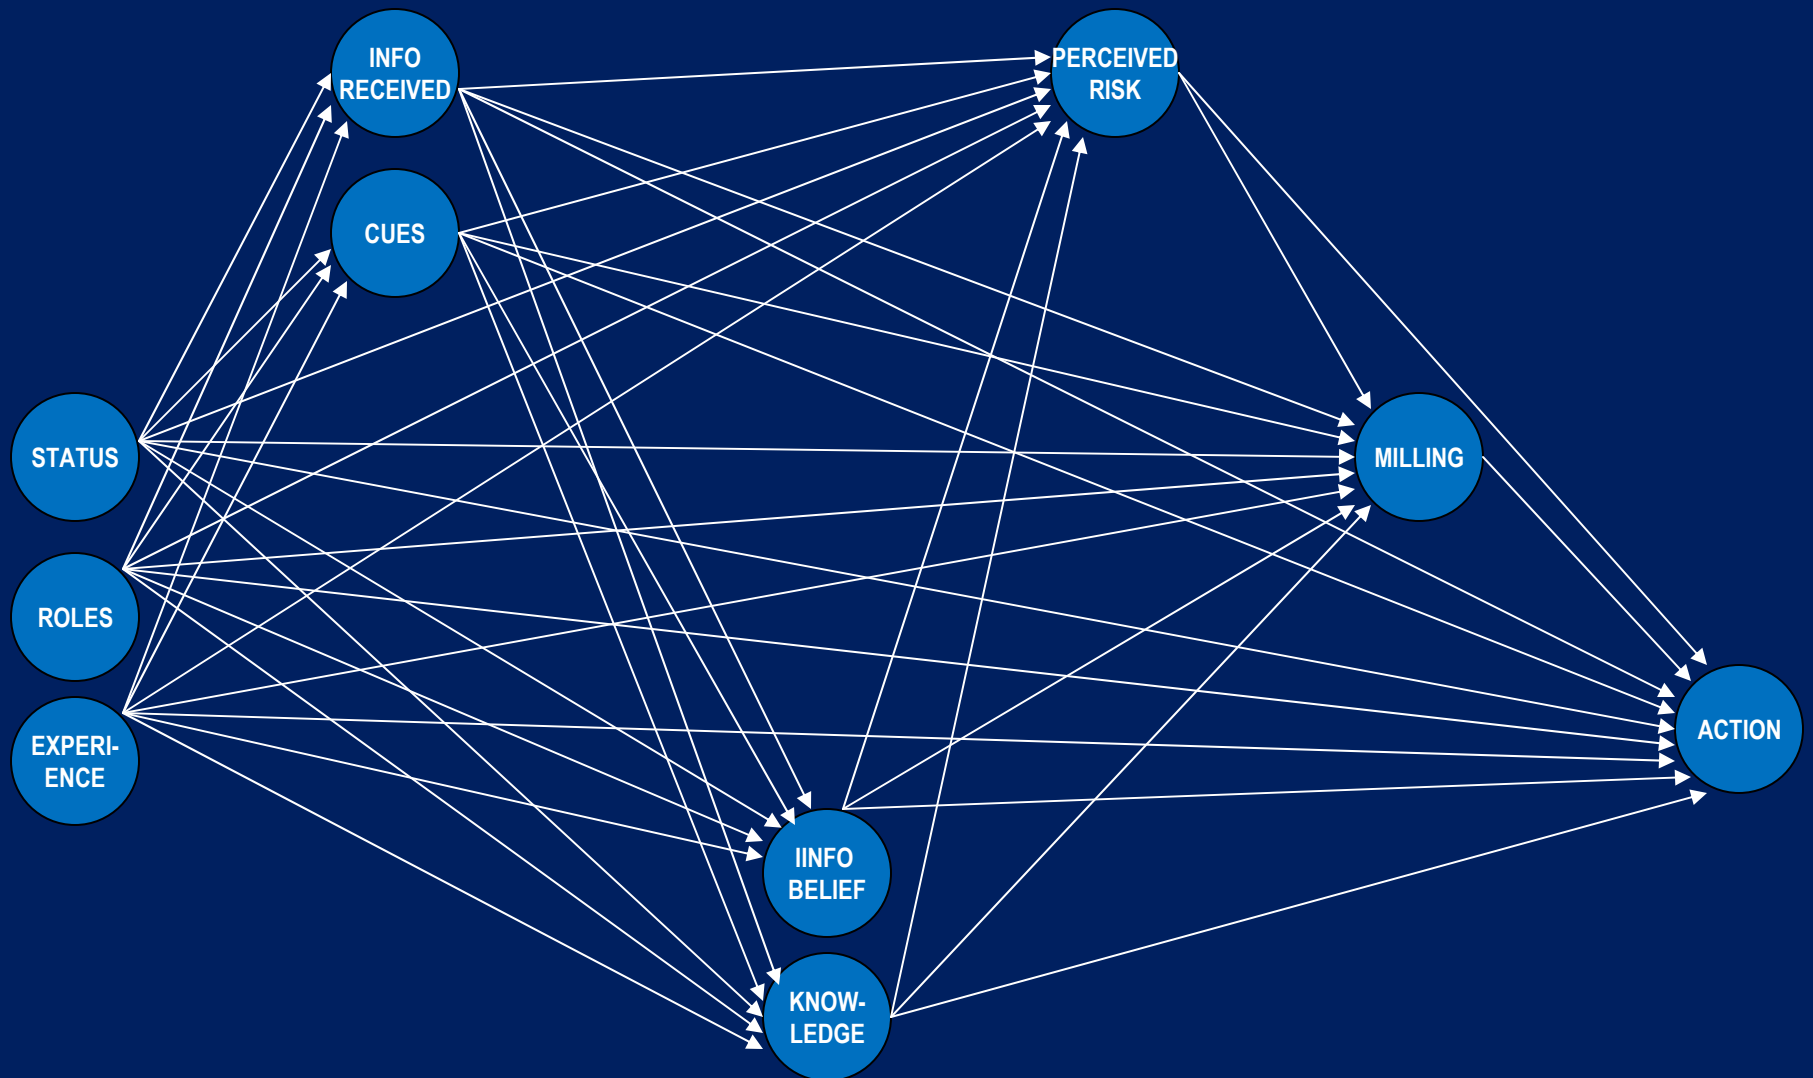 INFO
RECEIVED
PERCEIVED
RISK
CUES
STATUS
MILLING
ROLES
EXPERI-
ENCE
ACTION
IINFO
BELIEF
KNOW-
LEDGE